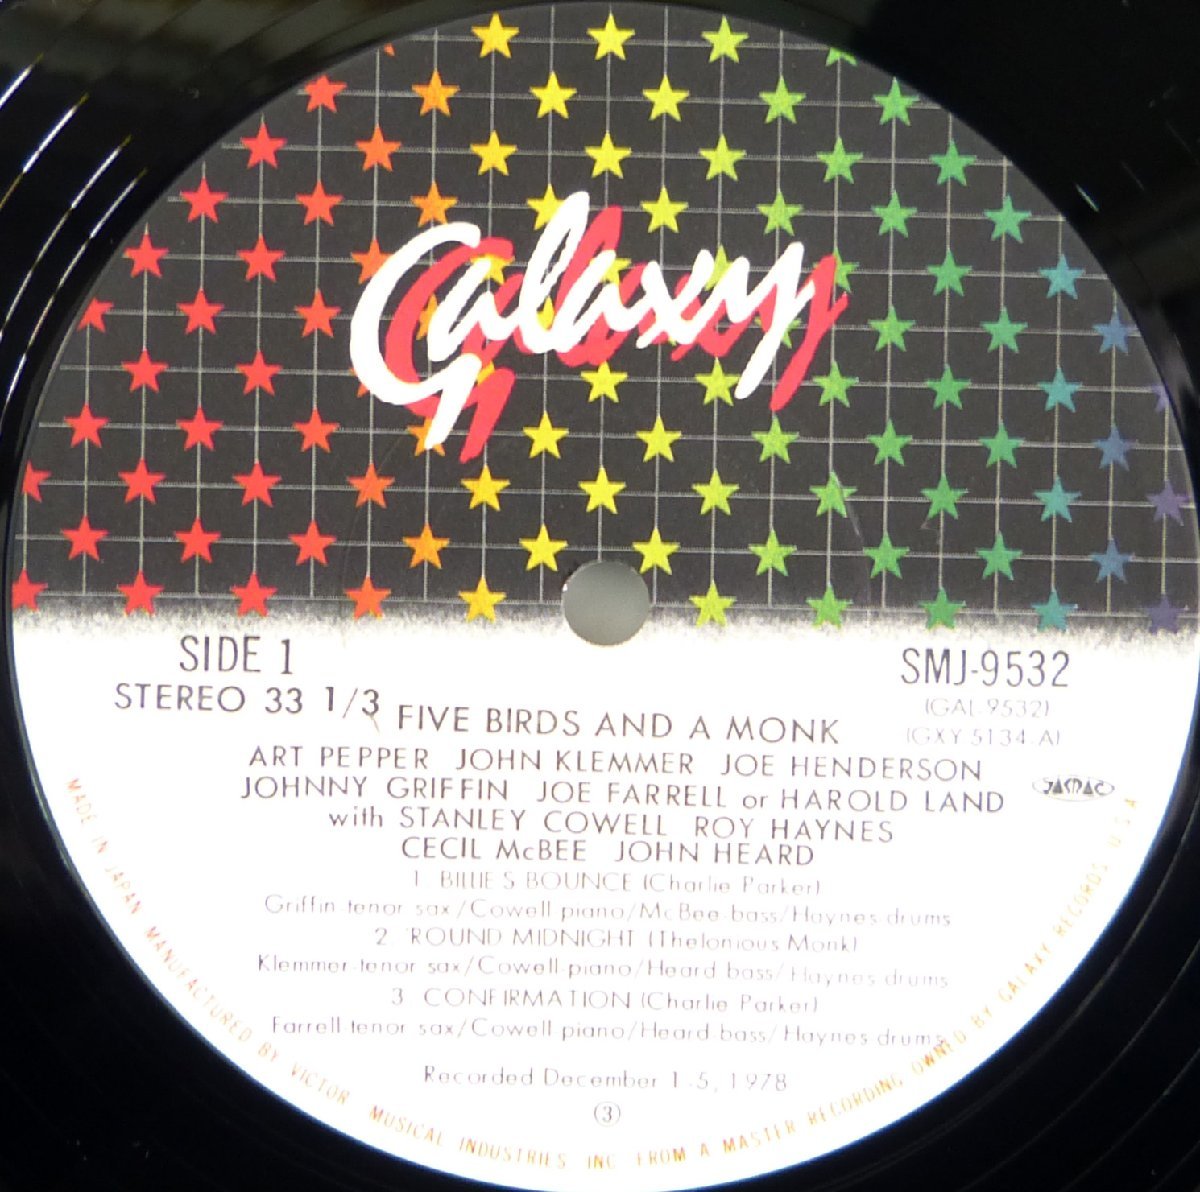 Galaxy
SIDE 1
SMJ-9532
STEREO 33 1/3
(GAL-9532)
(GXY 5134-A)
FIVE BIRDS AND A MONK
ART PEPPER JOHN KLEMMER JOE HENDERSON
JOHNNY GRIFFIN JOE FARRELL or HAROLD LAND
JASRAC
with STANLEY COWELL ROY HAYNES
CECIL McBEE JOHN HEARD
1. BILLIE'S BOUNCE (Charlie Parker)
Griffin-tenor sax/Cowell-piano/McBee-bass/Haynes-drums
2. 'ROUND MIDNIGHT (Thelonious Monk)
Klemmer-tenor sax/Cowell-piano/Heard-bass/Haynes-drums
3. CONFIRMATION (Charlie Parker)
Farrell-tenor sax/Cowell-piano/Heard-bass/Haynes-drums
Recorded December 1-5, 1978
③
MADE IN JAPAN MANUFACTURED BY VICTOR MUSICAL INDUSTRIES INC. FROM A MASTER RECORDING OWNED BY GALAXY RECORDS U.S.A.